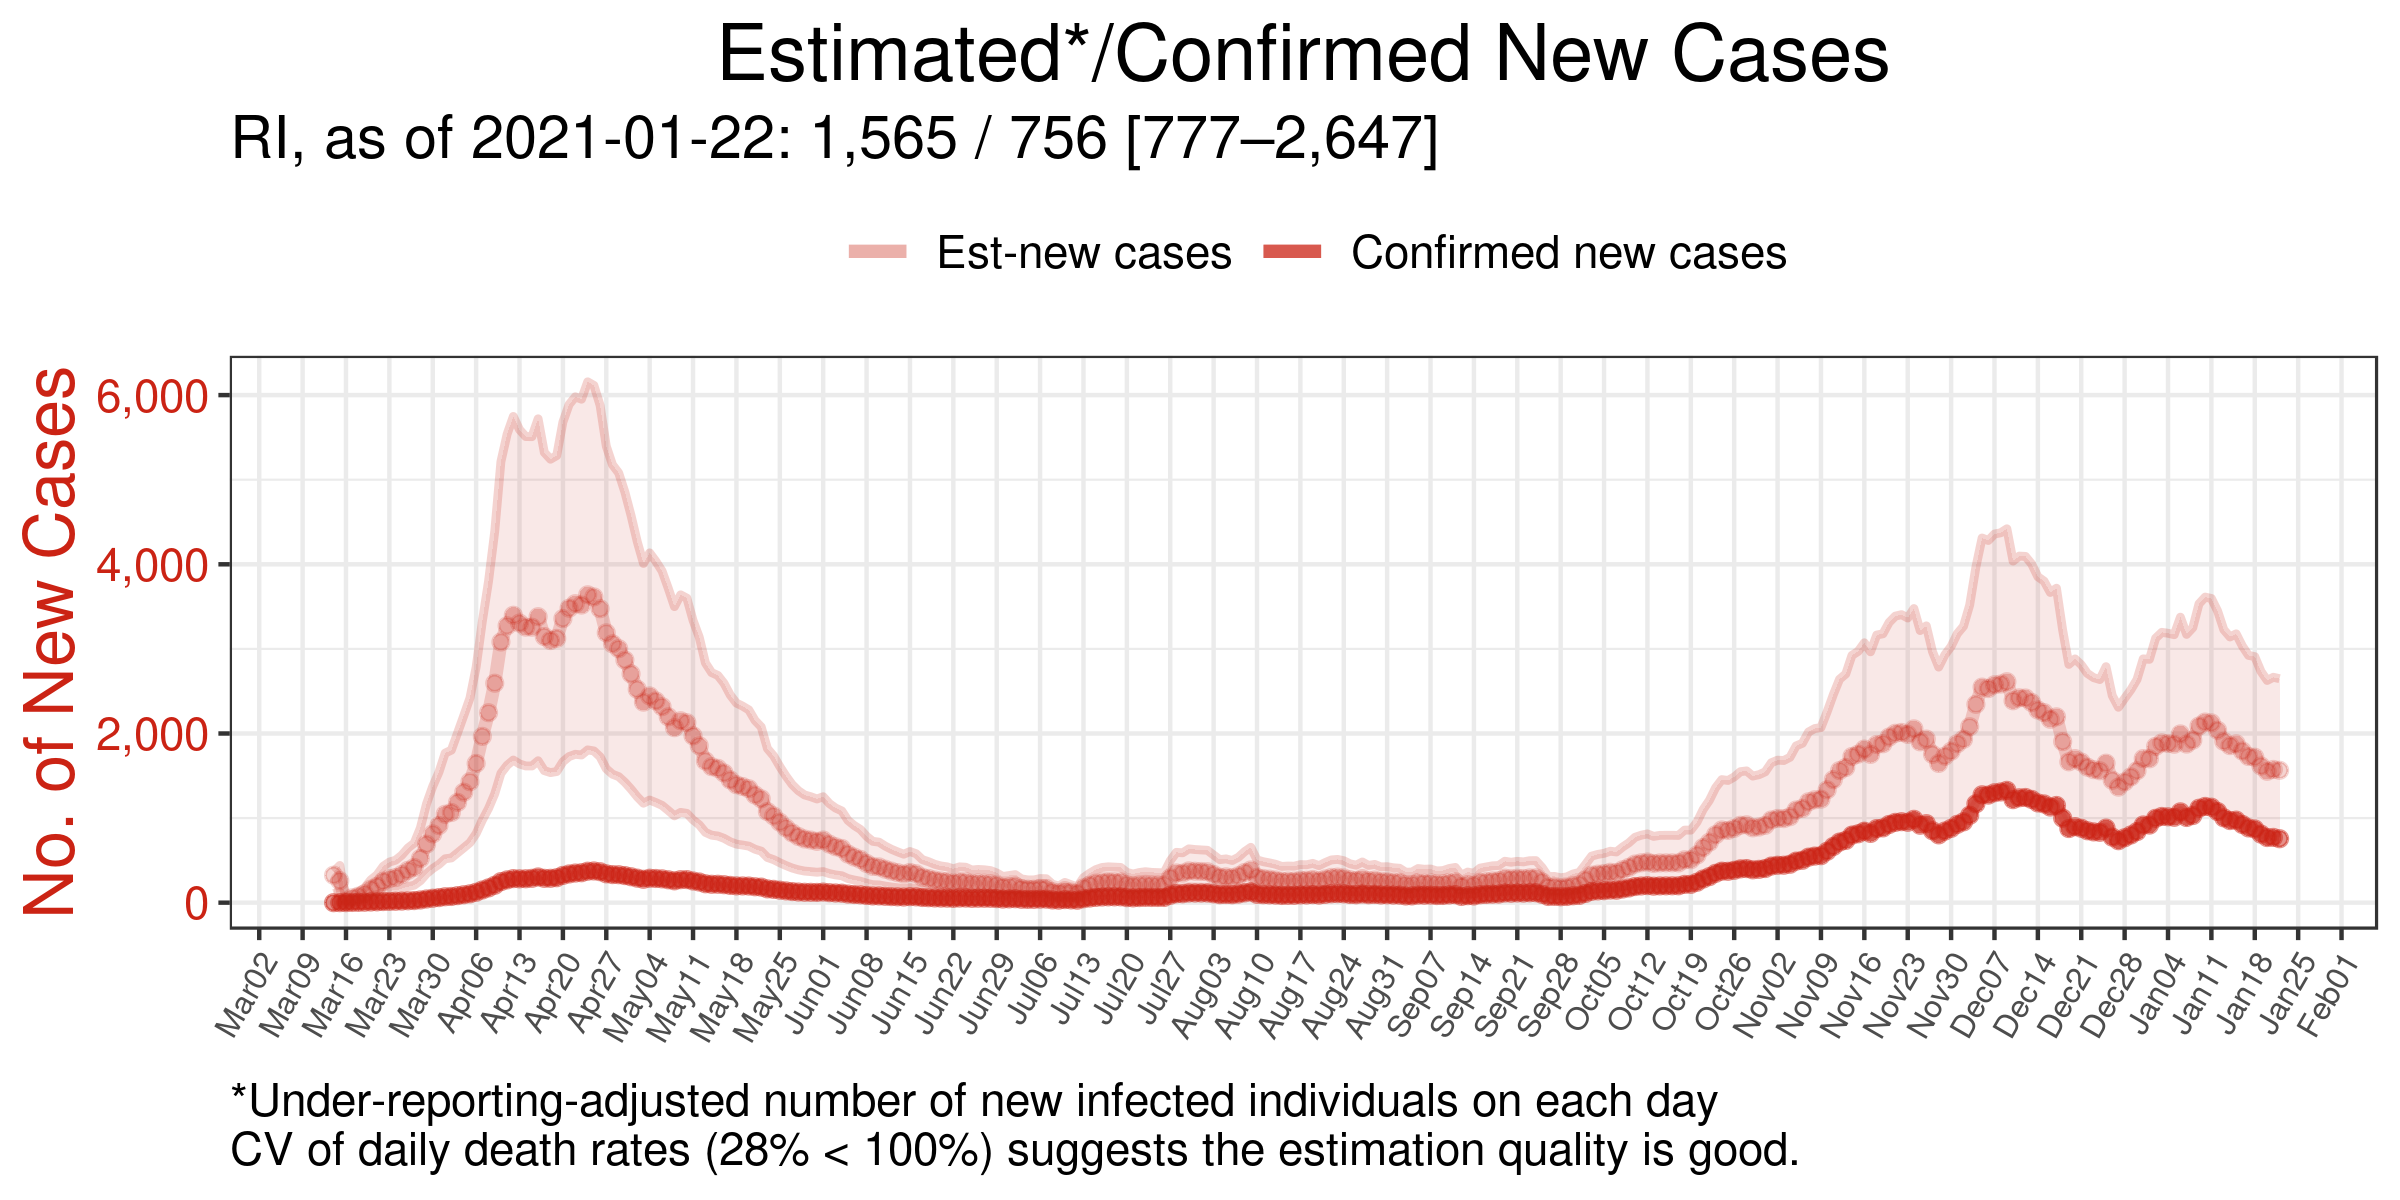 Estimated*/Confirmed New Cases
RI, as of 2021-01-22: 1,565 / 756 [777–2,647]
Est-new cases Confirmed new cases
No. of New Cases
6,000
4,000
2,000
0
Mar02 Mar09 Mar16 Mar23 Mar30 Apr06 Apr13 Apr20 Apr27 May04 May11 May18 May25 Jun01 Jun08 Jun15 Jun22 Jun29 Jul06 Jul13 Jul20 Jul27 Aug03 Aug10 Aug17 Aug24 Aug31 Sep07 Sep14 Sep21 Sep28 Oct05 Oct12 Oct19 Oct26 Nov02 Nov09 Nov16 Nov23 Nov30 Dec07 Dec14 Dec21 Dec28 Jan04 Jan11 Jan18 Jan25 Feb01
*Under-reporting-adjusted number of new infected individuals on each day
CV of daily death rates (28% < 100%) suggests the estimation quality is good.